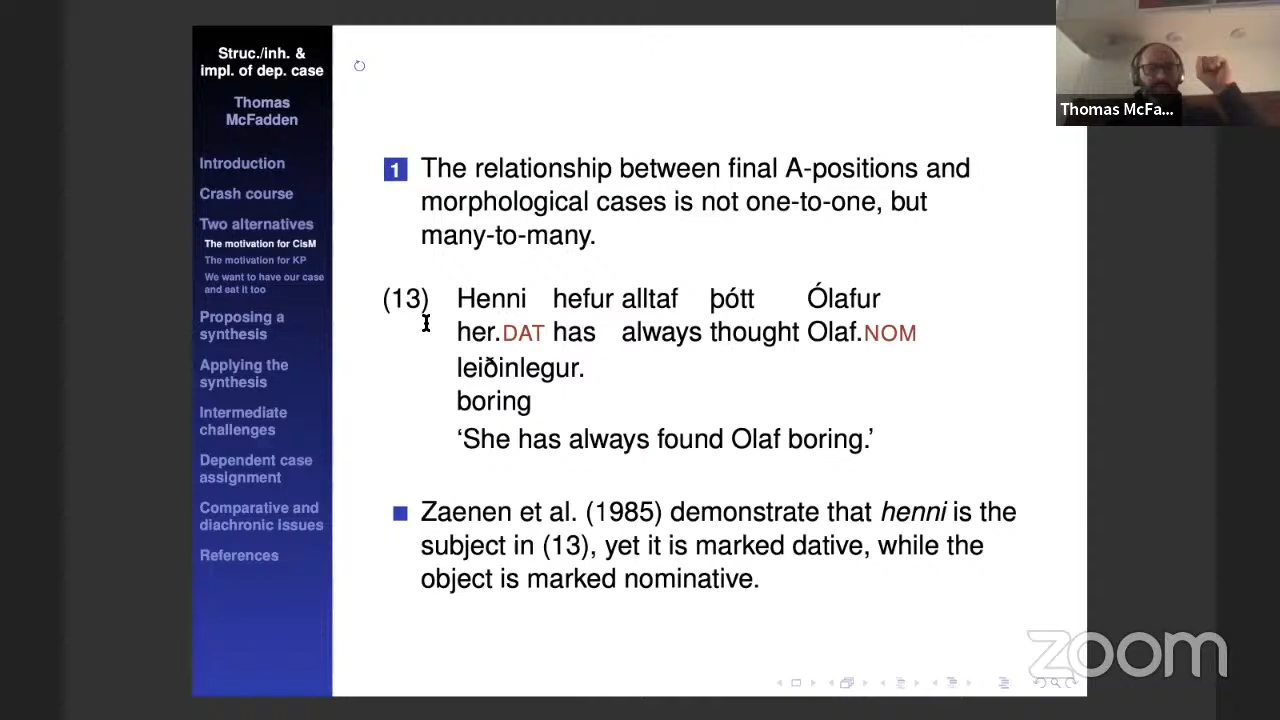 Struc./inh. &
impl. of dep. case
Thomas
McFadden
Introduction
Crash course
Two alternatives
The motivation for CisM
The motivation for KP
We want to have our case
and eat it too
Proposing a
synthesis
Applying the
synthesis
Intermediate
challenges
Dependent case
assignment
Comparative and
diachronic issues
References
1 The relationship between final A-positions and
morphological cases is not one-to-one, but
many-to-many.
(13) Henni hefur alltaf þótt Ólafur
her.DAT has always thought Olaf.NOM
leiðinlegur.
boring
‘She has always found Olaf boring.’
Zaenen et al. (1985) demonstrate that henni is the
subject in (13), yet it is marked dative, while the
object is marked nominative.
Thomas McFa...
zoom